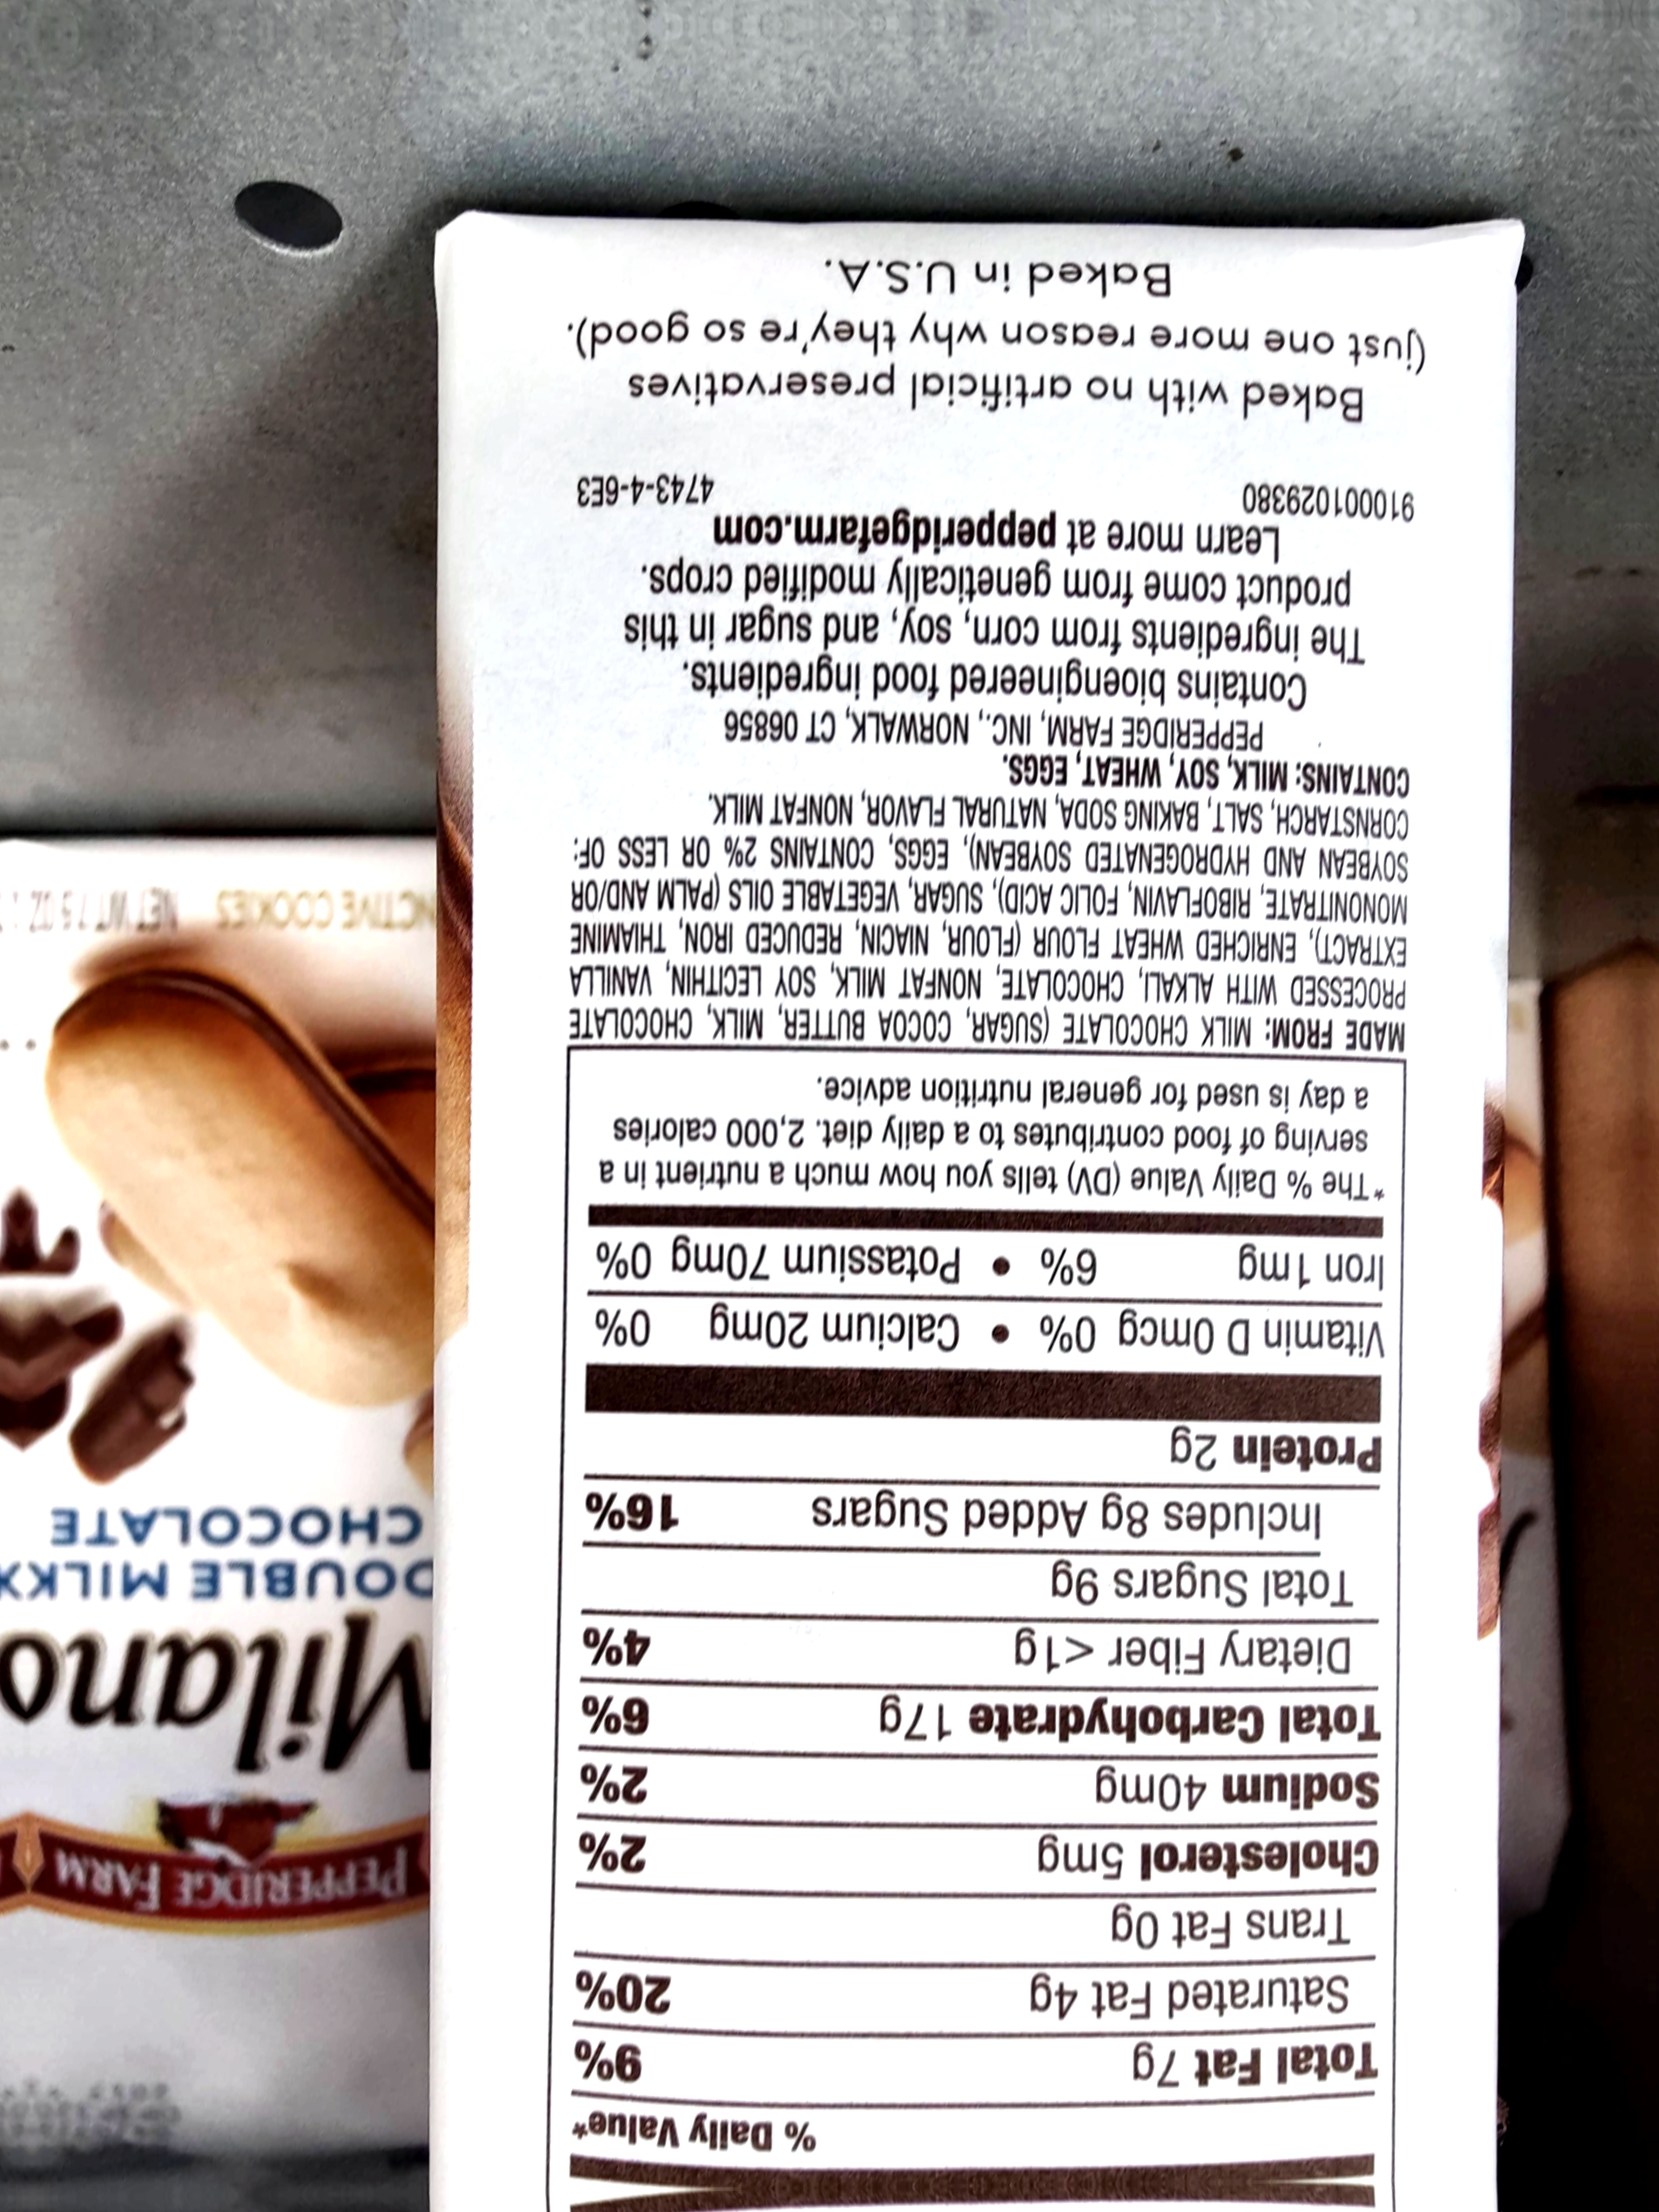 % Daily Value*
Total Fat 7g 9%
Saturated Fat 4g 20%
Trans Fat 0g
Cholesterol 5mg 2%
Sodium 40mg 2%
Total Carbohydrate 17g 6%
Dietary Fiber <1g 4%
Total Sugars 9g
Includes 8g Added Sugars 16%
Protein 2g
Vitamin D 0mcg 0% • Calcium 20mg 0%
Iron 1mg 6% • Potassium 70mg 0%
*The % Daily Value (DV) tells you how much a nutrient in a
serving of food contributes to a daily diet. 2,000 calories
a day is used for general nutrition advice.
MADE FROM: MILK CHOCOLATE (SUGAR, COCOA BUTTER, MILK, CHOCOLATE
PROCESSED WITH ALKALI, CHOCOLATE, NONFAT MILK, SOY LECITHIN, VANILLA
EXTRACT), ENRICHED WHEAT FLOUR (FLOUR, NIACIN, REDUCED IRON, THIAMINE
MONONITRATE, RIBOFLAVIN, FOLIC ACID), SUGAR, VEGETABLE OILS (PALM AND/OR
SOYBEAN AND HYDROGENATED SOYBEAN), EGGS, CONTAINS 2% OR LESS OF:
CORNSTARCH, SALT, BAKING SODA, NATURAL FLAVOR, NONFAT MILK.
CONTAINS: MILK, SOY, WHEAT, EGGS.
PEPPERIDGE FARM, INC., NORWALK, CT 06856
Contains bioengineered food ingredients.
The ingredients from corn, soy, and sugar in this
product come from genetically modified crops.
Learn more at pepperidgefarm.com
910001029380 4743-4-6E3
Baked with no artificial preservatives
(just one more reason why they're so good).
Baked in U.S.A.
PEPPERIDGE FARM
Milano
DOUBLE MILK
CHOCOLATE
COOKIES NET WT 7.5 OZ